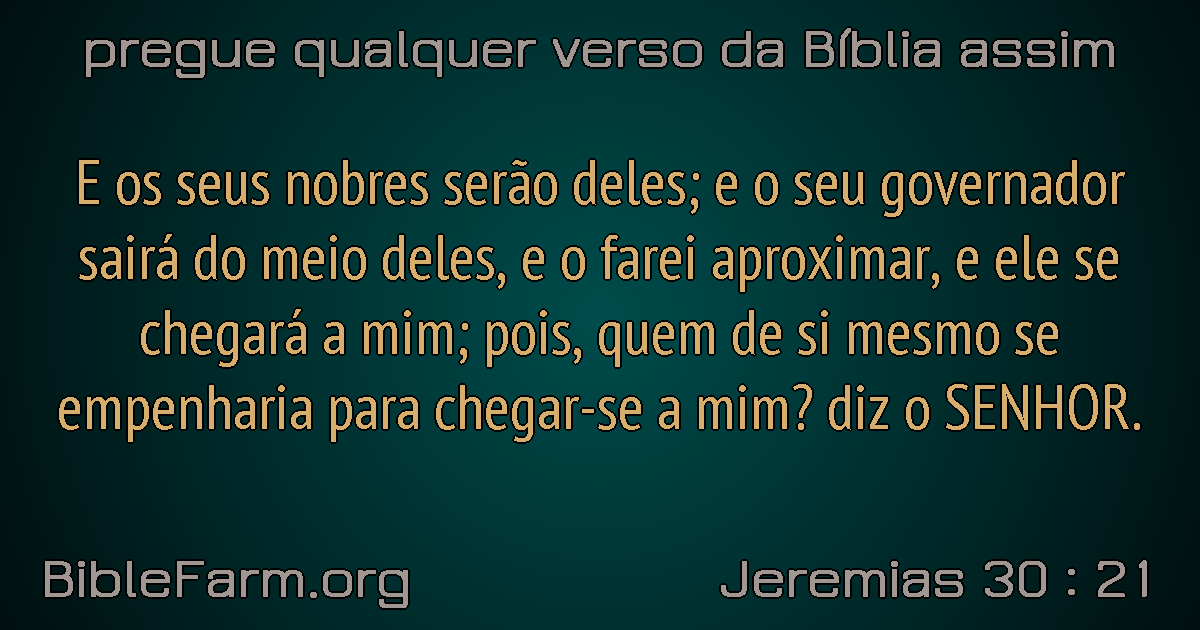 pregue qualquer verso da Bíblia assim
E os seus nobres serão deles; e o seu governador
sairá do meio deles, e o farei aproximar, e ele se
chegará a mim; pois, quem de si mesmo se
empenharia para chegar-se a mim? diz o SENHOR.
BibleFarm.org
Jeremias 30 : 21